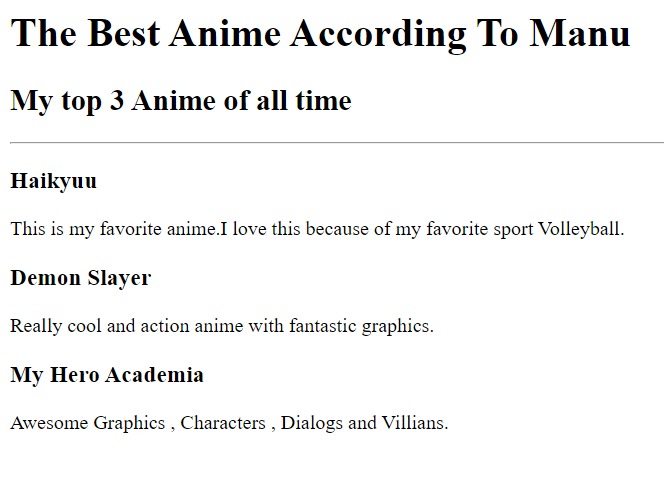 The Best Anime According To Manu
My top 3 Anime of all time
Haikyuu
This is my favorite anime.I love this because of my favorite sport Volleyball.
Demon Slayer
Really cool and action anime with fantastic graphics.
My Hero Academia
Awesome Graphics , Characters , Dialogs and Villians.